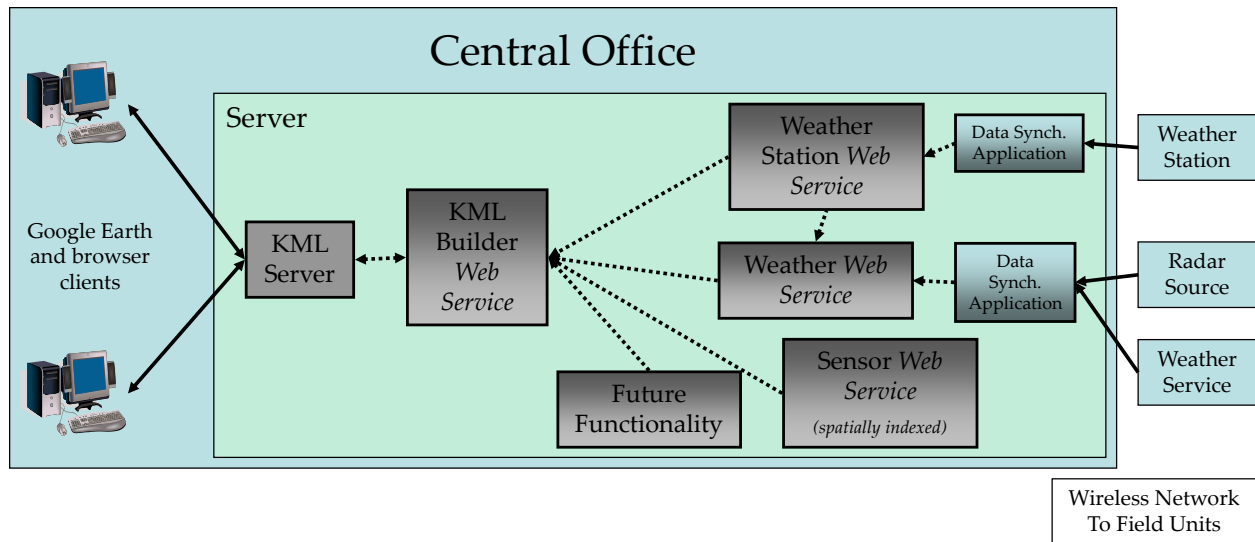 Central Office
Server
Google Earth
and browser
clients
KML
Server
KML
Builder
Web
Service
Weather
Station Web
Service
Data Synch.
Application
Weather
Station
Weather Web
Service
Data
Synch.
Application
Radar
Source
Sensor Web
Service
(spatially indexed)
Weather
Service
Future
Functionality
Wireless Network
To Field Units